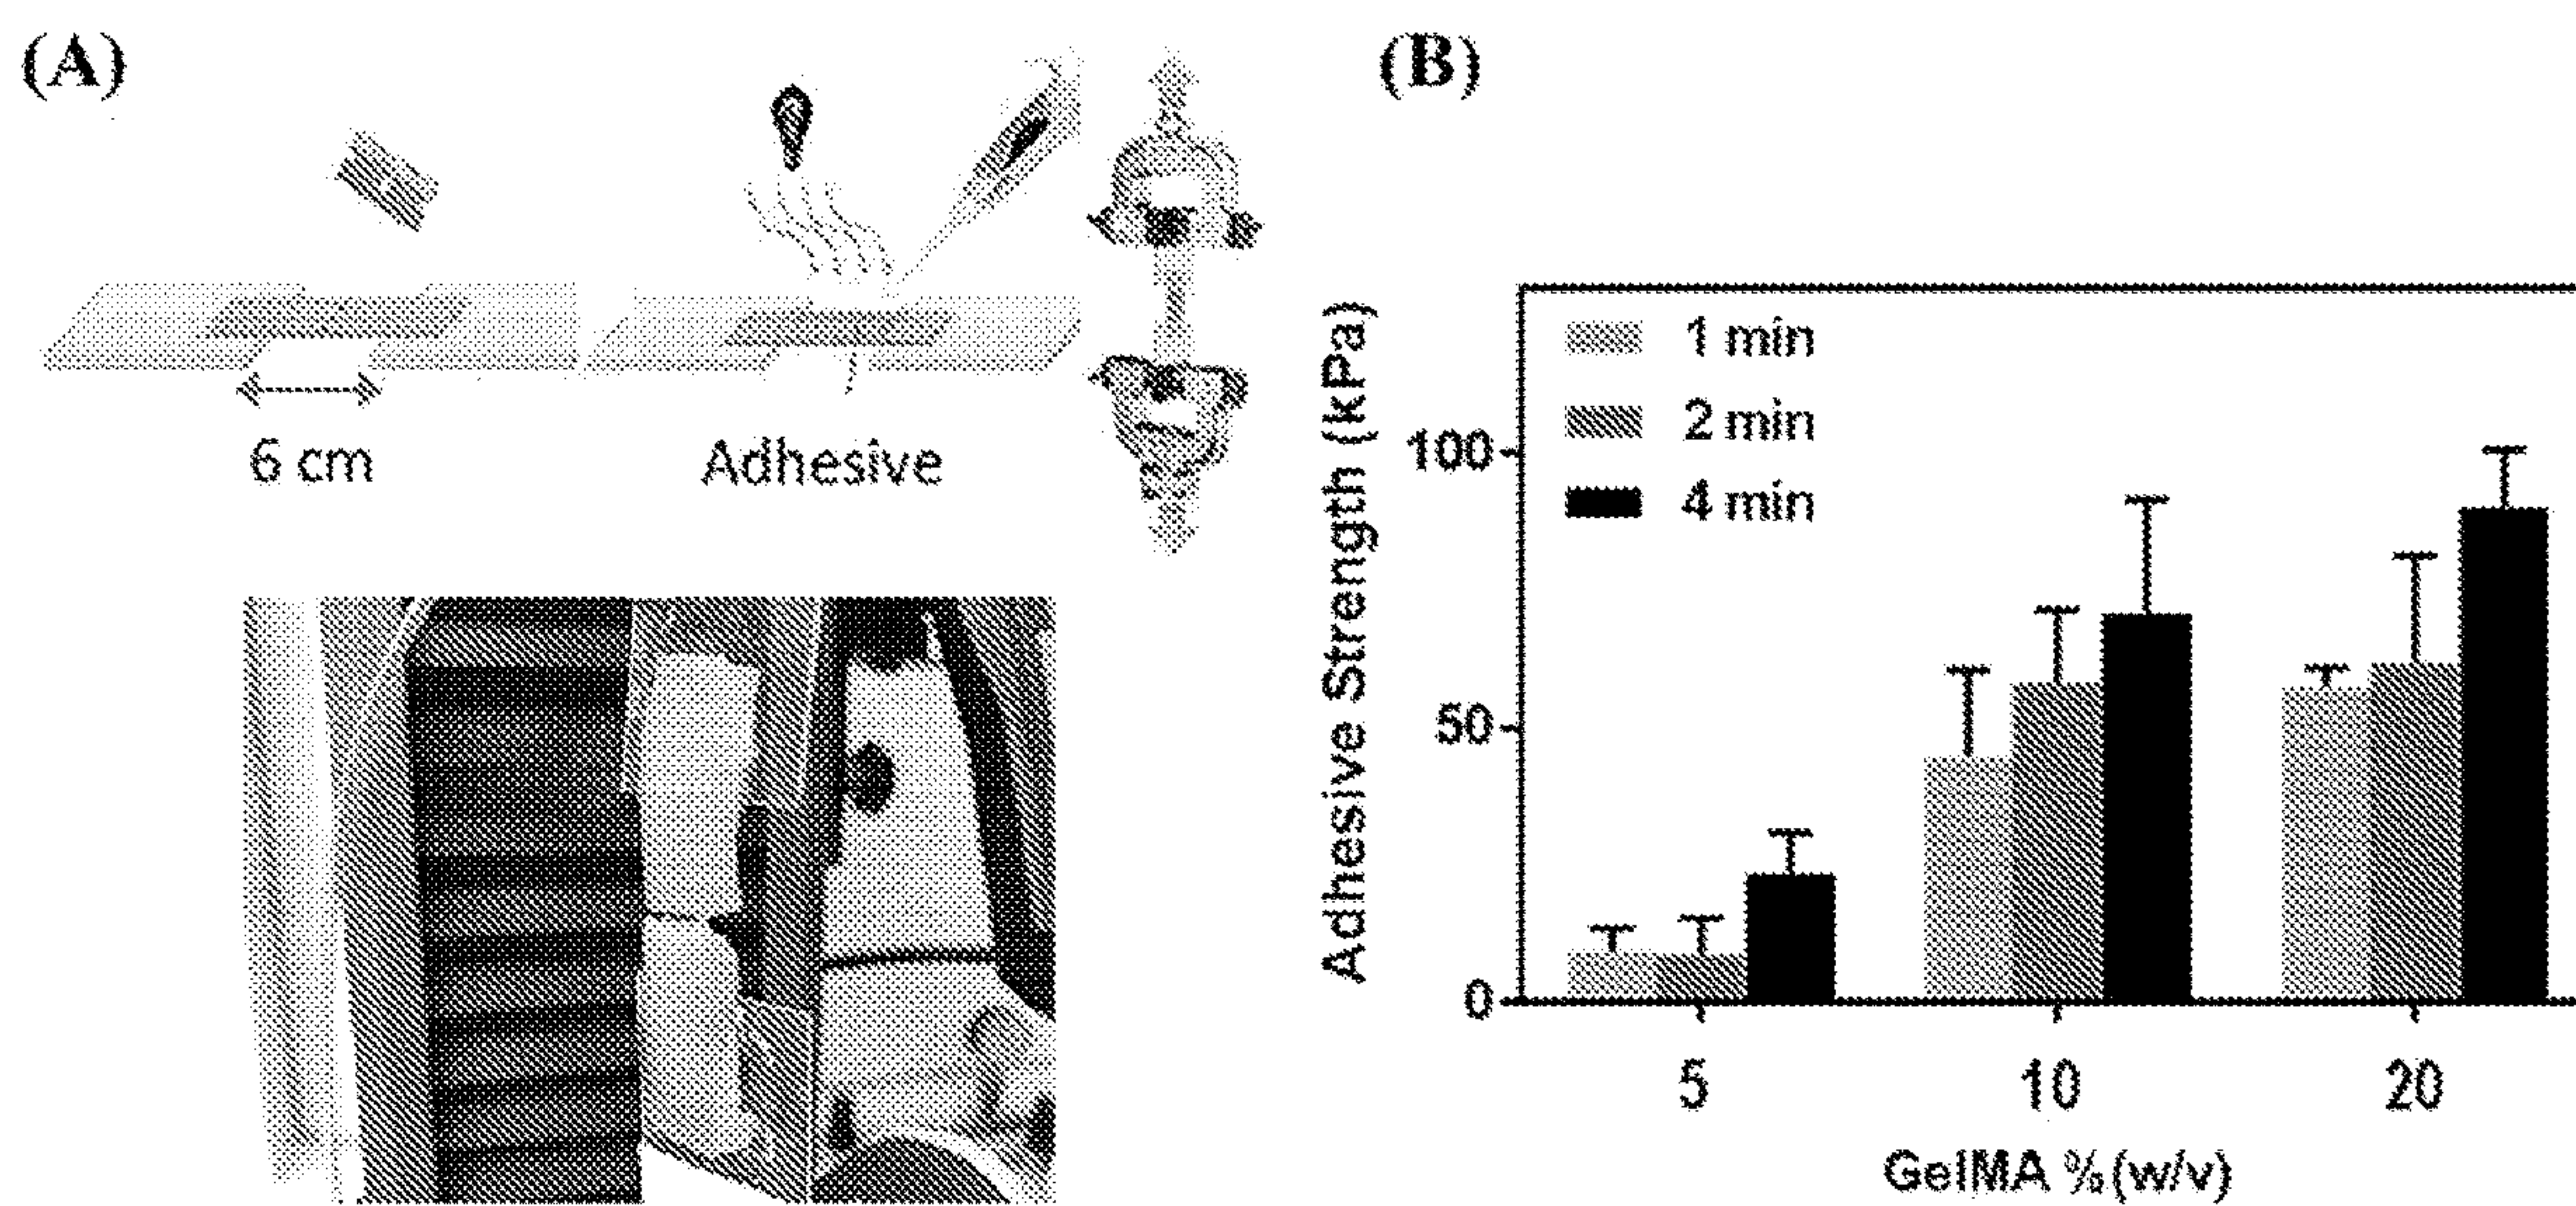 (A)
6 cm
Adhesive
(B)
Adhesive Strength (kPa)
100
50
0
1 min
2 min
4 min
5
10
20
GelMA %(w/v)